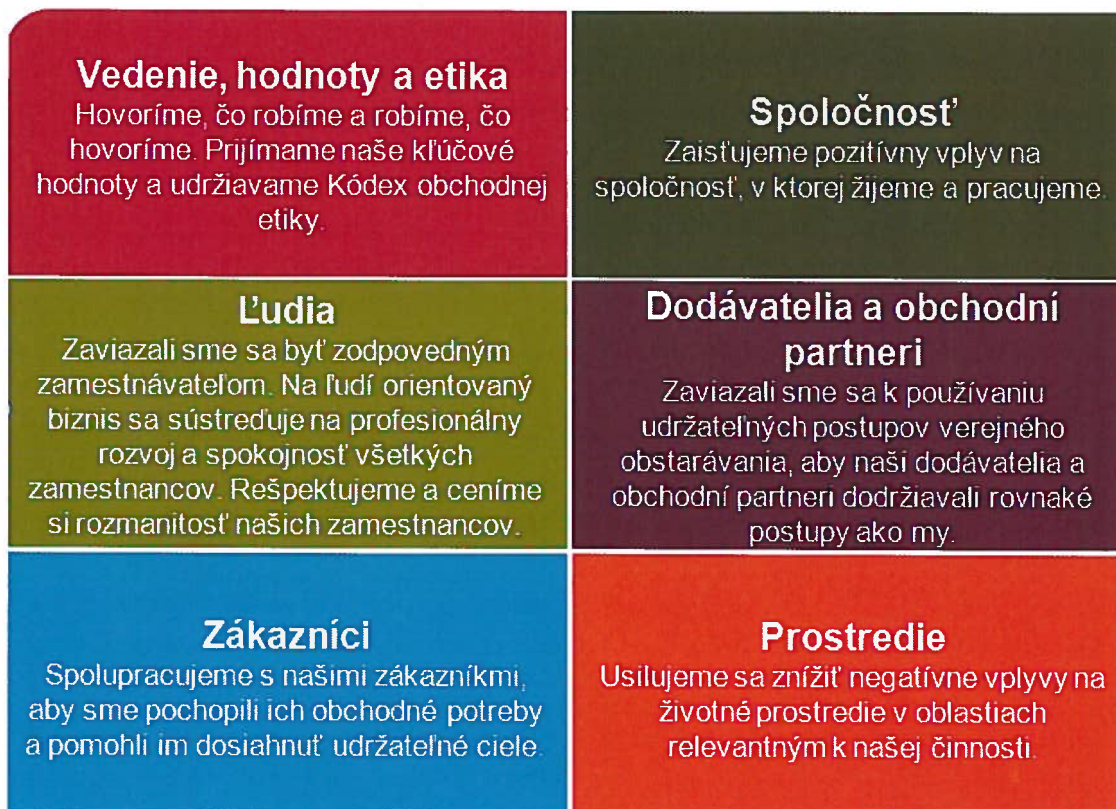 Vedenie, hodnoty a etika
Hovoríme, čo robíme a robíme, čo
hovoríme. Prijímame naše kľúčové
hodnoty a udržiavame Kódex obchodnej
etiky.
Spoločnosť
Zaisťujeme pozitívny vplyv na
spoločnosť, v ktorej žijeme a pracujeme.
Ľudia
Zaviazali sme sa byť zodpovedným
zamestnávateľom. Na ľudí orientovaný
biznis sa sústreďuje na profesionálny
rozvoj a spokojnosť všetkých
zamestnancov. Rešpektujeme a ceníme
si rozmanitosť našich zamestnancov.
Dodávatelia a obchodní
partneri
Zaviazali sme sa k používaniu
udržateľných postupov verejného
obstarávania, aby naši dodávatelia a
obchodní partneri dodržiavali rovnaké
postupy ako my.
Zákazníci
Spolupracujeme s našimi zákazníkmi,
aby sme pochopili ich obchodné potreby
a pomohli im dosiahnuť udržateľné ciele.
Prostredie
Usilujeme sa znížiť negatívne vplyvy na
životné prostredie v oblastiach
relevantným k našej činnosti.